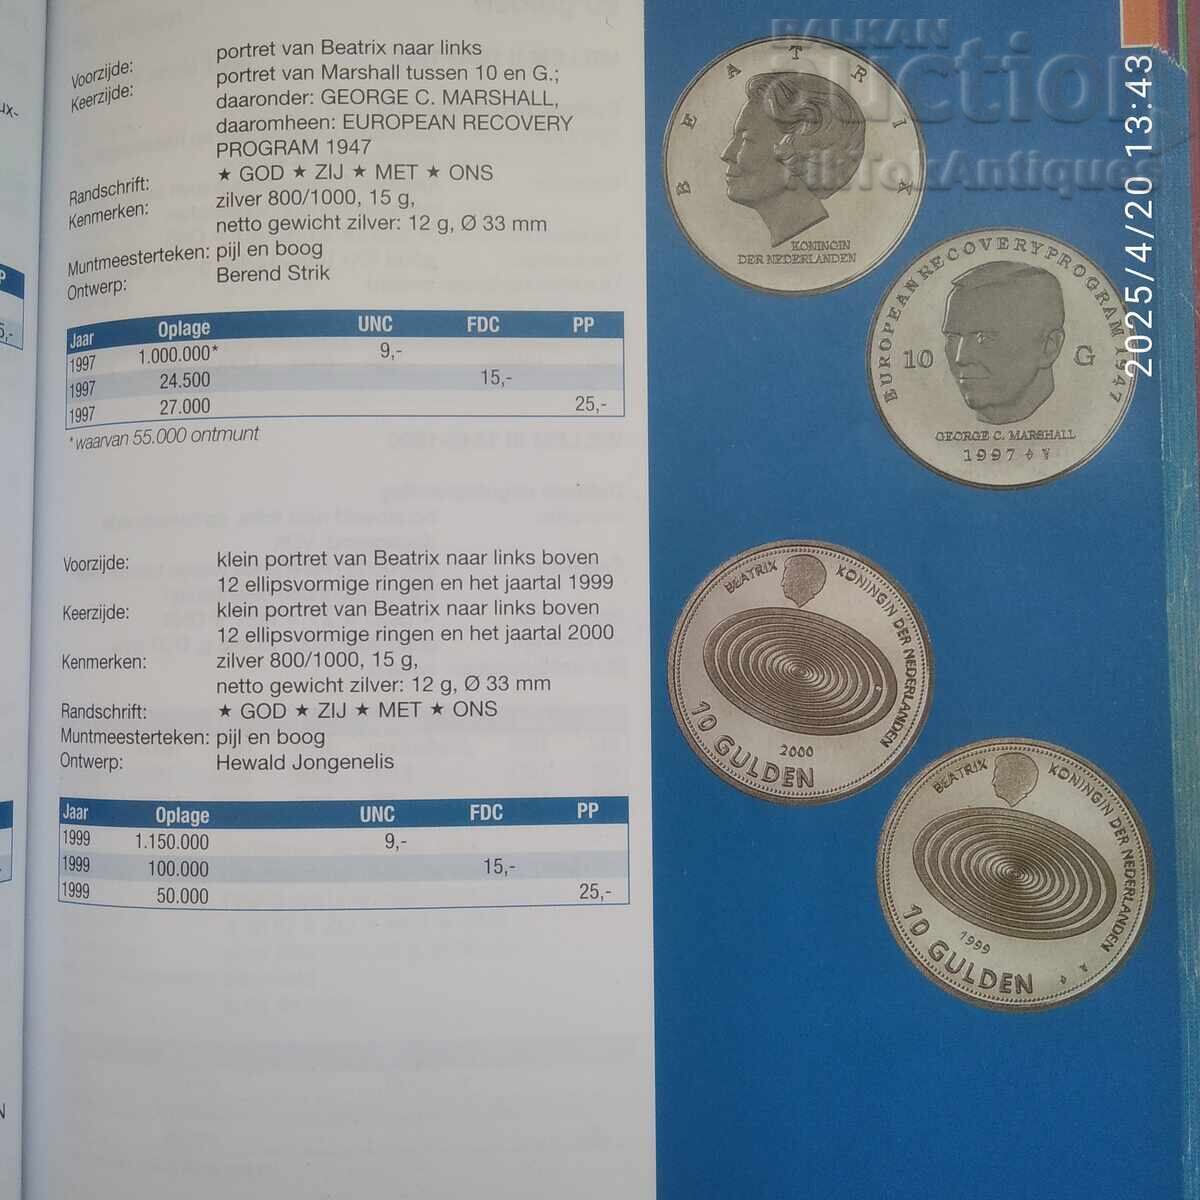 Voorzijde: portret van Beatrix naar links
Keerzijde: portret van Marshall tussen 10 en G.;
daaronder: GEORGE C. MARSHALL,
daaromheen: EUROPEAN RECOVERY
PROGRAM 1947
Randschrift: ★ GOD ★ ZIJ ★ MET ★ ONS
Kenmerken: zilver 800/1000, 15 g,
netto gewicht zilver: 12 g, Ø 33 mm
Muntmeesterteken: pijl en boog
Ontwerp: Berend Strik
Jaar Oplage UNC FDC PP
1997 1.000.000* 9,-
1997 24.500 15,-
1997 27.000 25,-
* waarvan 55.000 ontmunt
Voorzijde: klein portret van Beatrix naar links boven
12 ellipsvormige ringen en het jaartal 1999
Keerzijde: klein portret van Beatrix naar links boven
12 ellipsvormige ringen en het jaartal 2000
Kenmerken: zilver 800/1000, 15 g,
netto gewicht zilver: 12 g, Ø 33 mm
Randschrift: ★ GOD ★ ZIJ ★ MET ★ ONS
Muntmeesterteken: pijl en boog
Ontwerp: Hewald Jongenelis
Jaar Oplage UNC FDC PP
1999 1.150.000 9,-
1999 100.000 15,-
1999 50.000 25,-
BEATRIX
KONINGIN
DER NEDERLANDEN
EUROPEAN RECOVERY PROGRAM 1947
10 G
GEORGE C. MARSHALL
1997
BEATRIX KONINGIN DER NEDERLANDEN
2000
10 GULDEN
BEATRIX KONINGIN DER NEDERLANDEN
1999
10 GULDEN
BALKAN
auction
TikTokAntiques
2025/4/20 13:43